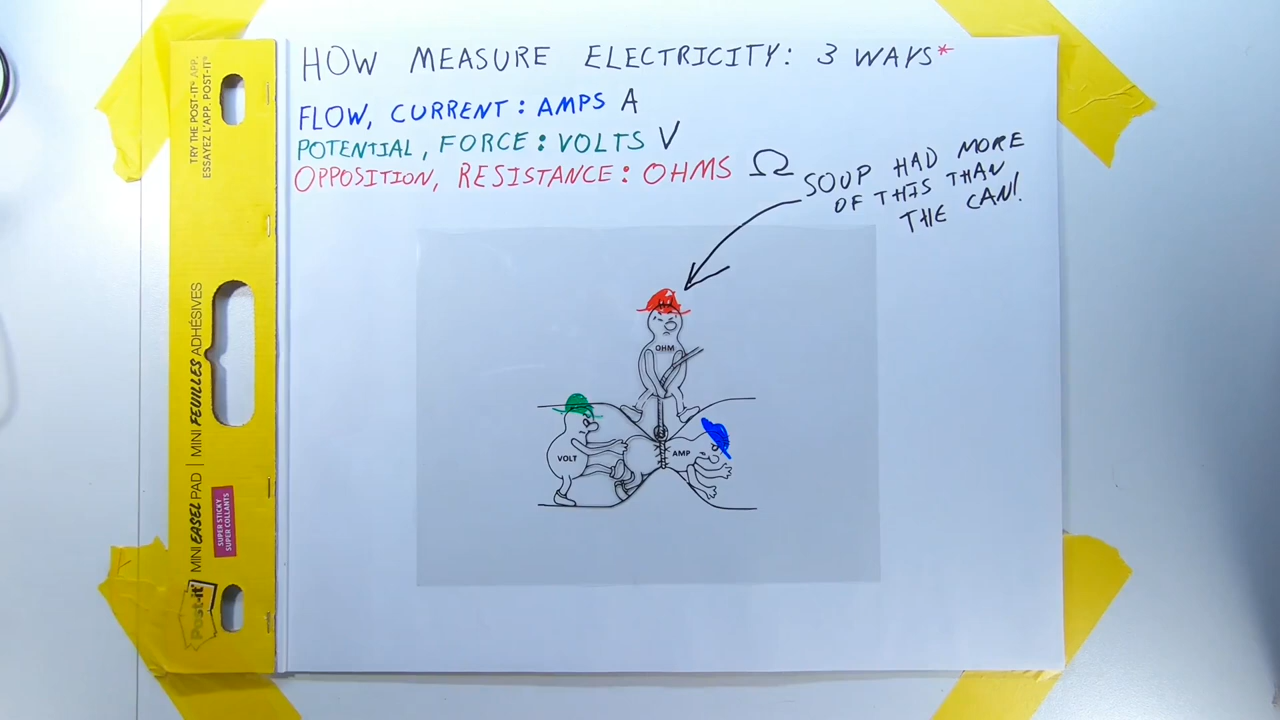 HOW MEASURE ELECTRICITY: 3 WAYS*
FLOW, CURRENT: AMPS A
POTENTIAL, FORCE: VOLTS V
OPPOSITION, RESISTANCE: OHMS Ω
SOUP HAD MORE
OF THIS THAN
THE CAN!
OHM
VOLT
AMP
TRY THE POST-IT® APP.
ESSAYEZ L'APP. POST-IT®
MINI EASEL PAD | MINI FEUILLES ADHÉSIVES
SUPER STICKY
SUPER COLLANTS
Post-it®